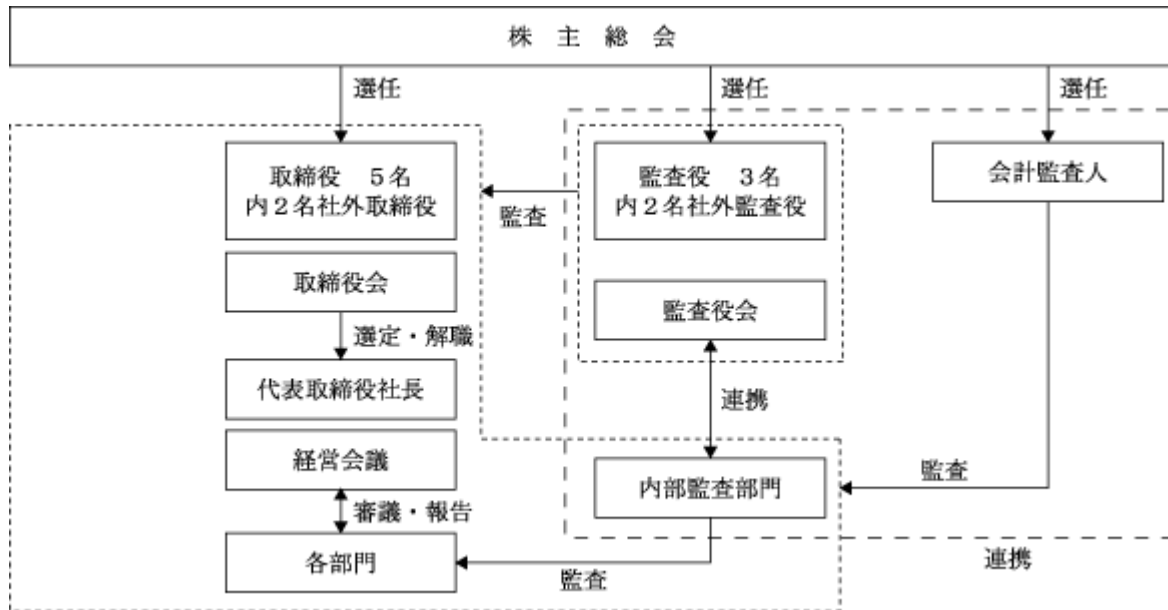 株 主 総 会
選任
選任
選任
取締役 5名
内2名社外取締役
監査役 3名
内2名社外監査役
会計監査人
監査
取締役会
監査役会
選定・解職
代表取締役社長
連携
経営会議
内部監査部門
監査
審議・報告
各部門
監査
連携